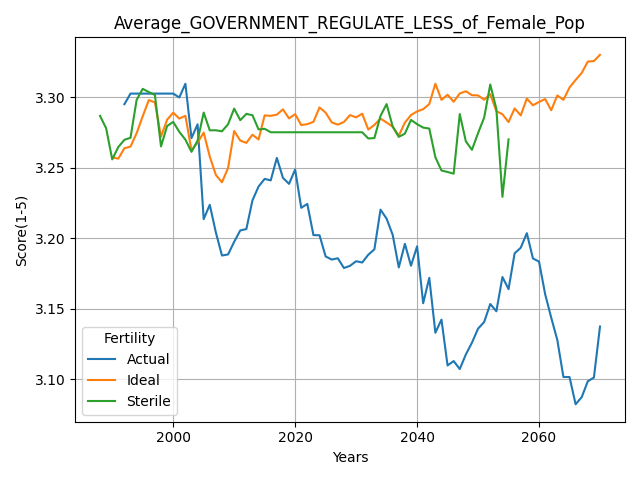 Average_GOVERNMENT_REGULATE_LESS_of_Female_Pop
Score(1-5)
3.30
3.25
3.20
3.15
3.10
Fertility
Actual
Ideal
Sterile
2000 2020 2040 2060
Years